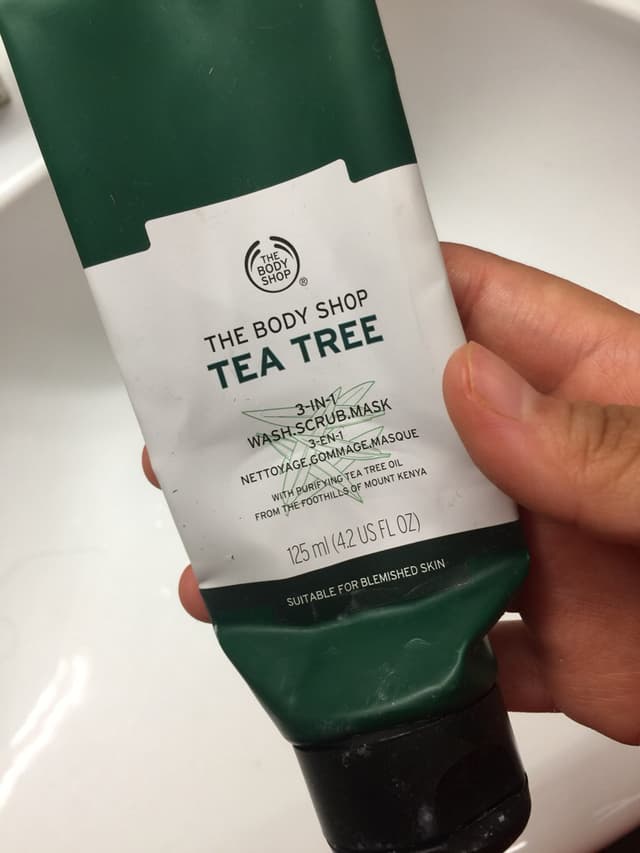 THE
BODY
SHOP
®
THE BODY SHOP
TEA TREE
3-IN-1
WASH.SCRUB.MASK
3-EN-1
NETTOYAGE.GOMMAGE.MASQUE
WITH PURIFYING TEA TREE OIL
FROM THE FOOTHILLS OF MOUNT KENYA
125 ml (4.2 US FL OZ)
SUITABLE FOR BLEMISHED SKIN